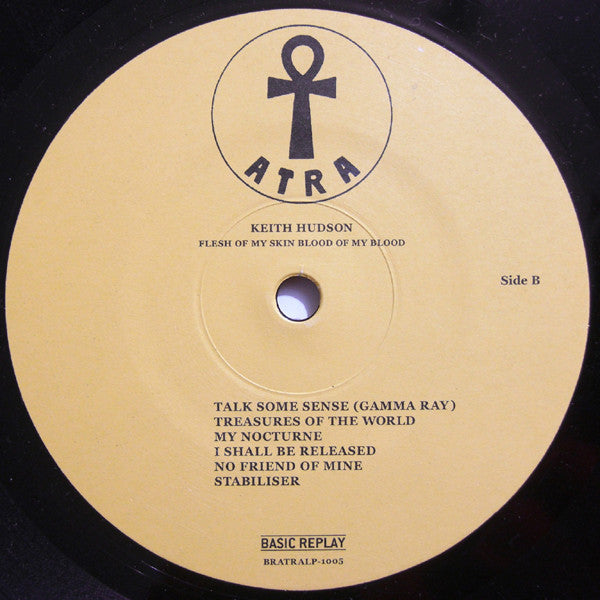 ATRA
KEITH HUDSON
FLESH OF MY SKIN BLOOD OF MY BLOOD
Side B
TALK SOME SENSE (GAMMA RAY)
TREASURES OF THE WORLD
MY NOCTURNE
I SHALL BE RELEASED
NO FRIEND OF MINE
STABILISER
BASIC REPLAY
BRATRALP-1005